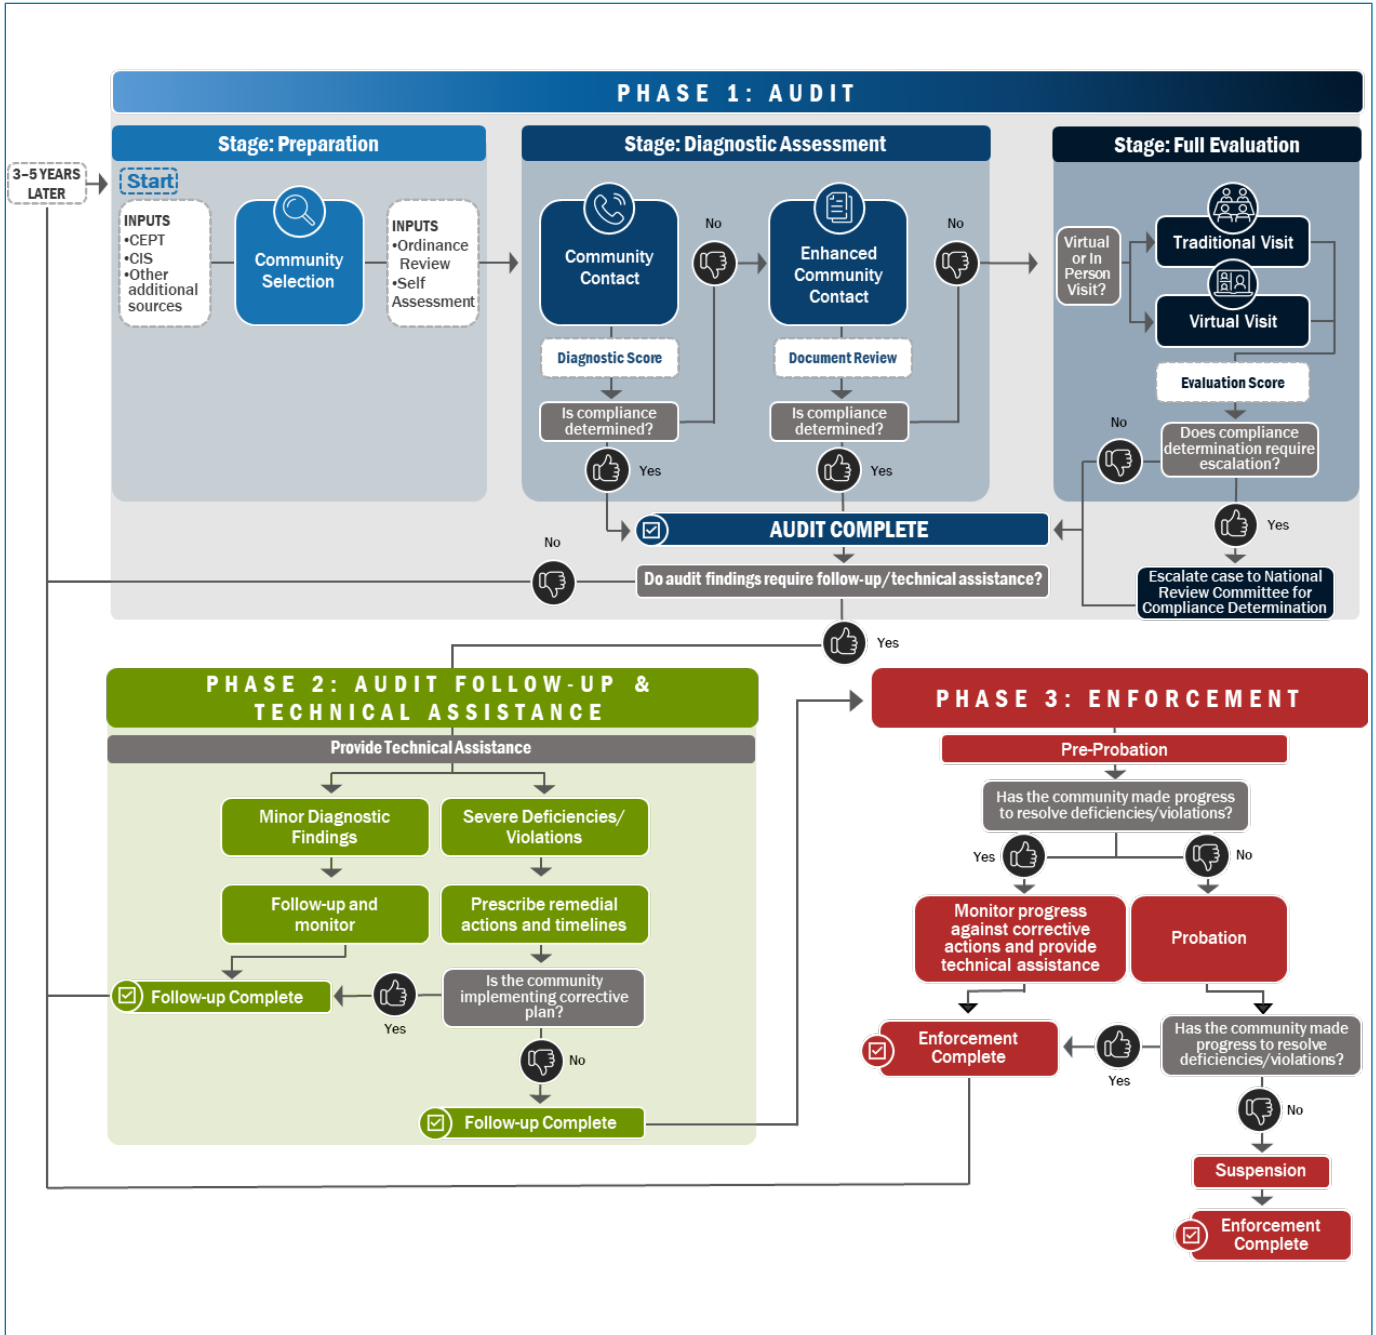 PHASE 1: AUDIT
Stage: Preparation
Stage: Diagnostic Assessment
Stage: Full Evaluation
3–5 YEARS
LATER
Start
INPUTS
•CEPT
•CIS
•Other
additional
sources
Community
Selection
INPUTS
•Ordinance
Review
•Self
Assessment
Community
Contact
No
Enhanced
Community
Contact
No
Virtual
or In
Person
Visit?
Traditional Visit
Virtual Visit
Diagnostic Score
Document Review
Evaluation Score
Is compliance
determined?
Is compliance
determined?
No
Does compliance
determination require
escalation?
Yes
Yes
Yes
AUDIT COMPLETE
No
Do audit findings require follow-up/technical assistance?
Escalate case to National
Review Committee for
Compliance Determination
Yes
PHASE 2: AUDIT FOLLOW-UP &
TECHNICAL ASSISTANCE
Provide Technical Assistance
Minor Diagnostic
Findings
Severe Deficiencies/
Violations
Follow-up and
monitor
Prescribe remedial
actions and timelines
Follow-up Complete
Yes
Is the community
implementing corrective
plan?
No
Follow-up Complete
PHASE 3: ENFORCEMENT
Pre-Probation
Has the community made progress
to resolve deficiencies/violations?
Yes
No
Monitor progress
against corrective
actions and provide
technical assistance
Probation
Enforcement
Complete
Yes
Has the community made
progress to resolve
deficiencies/violations?
No
Suspension
Enforcement
Complete